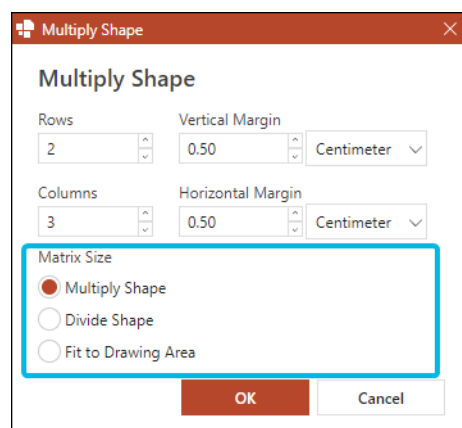 Multiply Shape
Multiply Shape
Rows Vertical Margin
2 0.50 Centimeter
Columns Horizontal Margin
3 0.50 Centimeter
Matrix Size
Multiply Shape
Divide Shape
Fit to Drawing Area
OK Cancel